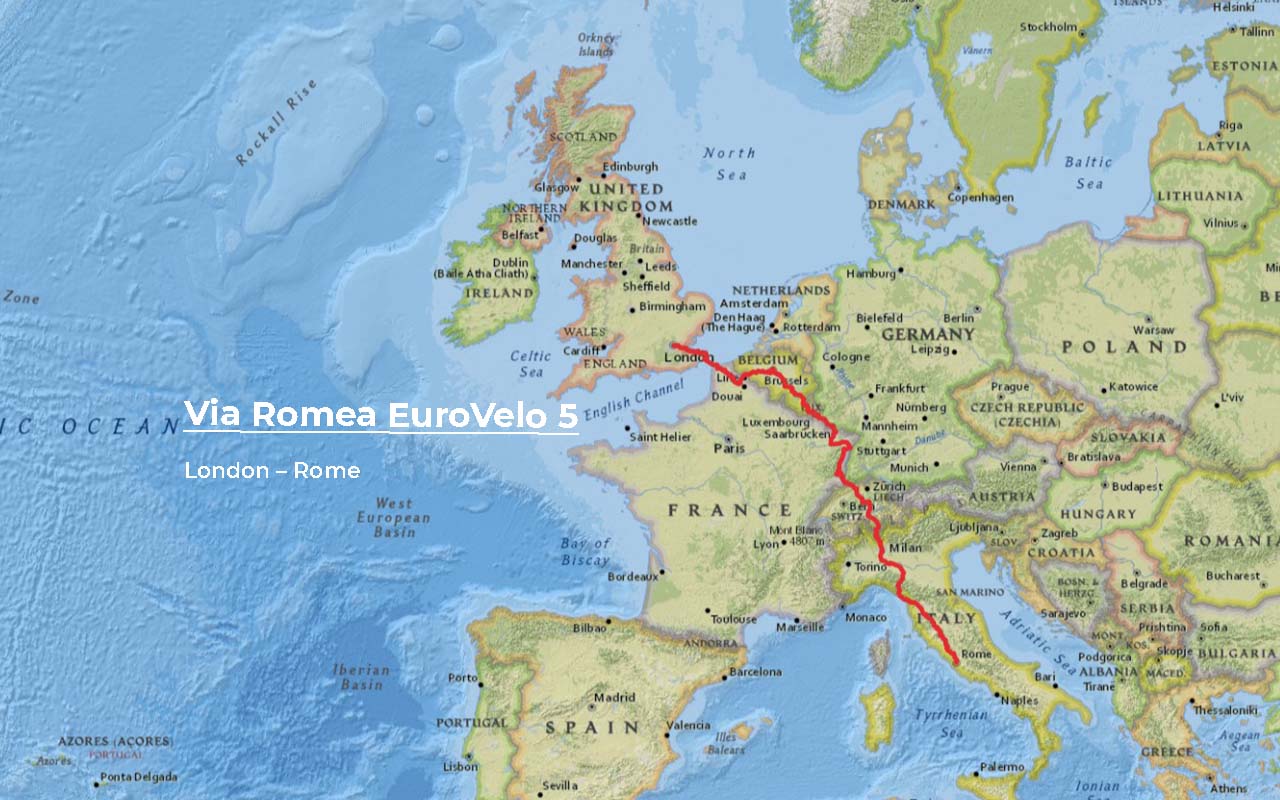 Helsinki
Stockholm
Tallinn
Vänern
Orkney
Islands
ESTONIA
Rockall Rise
SCOTLAND
Riga
LATVIA
North
Sea
Baltic
Sea
Edinburgh
Glasgow
UNITED
KINGDOM
DENMARK
Copenhagen
LITHUANIA
Vilnius
NORTHERN
IRELAND
Belfast
Newcastle
Douglas
Britain
Dublin
(Baile Átha Cliath)
Manchester
Leeds
Sheffield
IRELAND
Hamburg
Zone
NETHERLANDS
Amsterdam
Birmingham
Den Haag
(The Hague)
Rotterdam
Bielefeld
Berlin
GERMANY
Leipzig
Warsaw
POLAND
WALES
Cardiff
ENGLAND
London
Celtic
Sea
BELGIUM
Brussels
Cologne
English Channel
Douai
Frankfurt
Prague
Katowice
L'viv
CZECH REPUBLIC
(CZECHIA)
IC OCEAN
Via Romea EuroVelo 5
London – Rome
Saint Helier
Paris
Luxembourg
Saarbrücken
Nürnberg
Mannheim
Danube
Stuttgart
Munich
SLOVAKIA
Bratislava
Vienna
Zürich
LIECH
AUSTRIA
Budapest
HUNGARY
West
European
Basin
FRANCE
SWITZ
Bay of
Biscay
Mont Blanc
4807 m
Lyon
Milan
Torino
Ljubljana
SLOV.
Zagreb
CROATIA
ROMANIA
Bordeaux
Bucharest
Belgrade
BOSN. &
HERZG.
SAN MARINO
Sarajevo
SERBIA
Toulouse
Marseille
Monaco
ITALY
Adriatic Sea
Prishtina
Sofia
Bilbao
ANDORRA
MONT.
KOS.
Skopje
BULGARIA
Podgorica
Iberian
Basin
Porto
Barcelona
Rome
Bari
ALBANIA
MACED.
Tirane
Madrid
Naples
Thessaloniki
PORTUGAL
SPAIN
Valencia
Tyrrhenian
Sea
Illes
Balears
Aegean
Sea
AZORES (AÇORES)
PORTUGAL
Azores
Ponta Delgada
Lisbon
GREECE
Palermo
Sevilla
Ionian
Athens